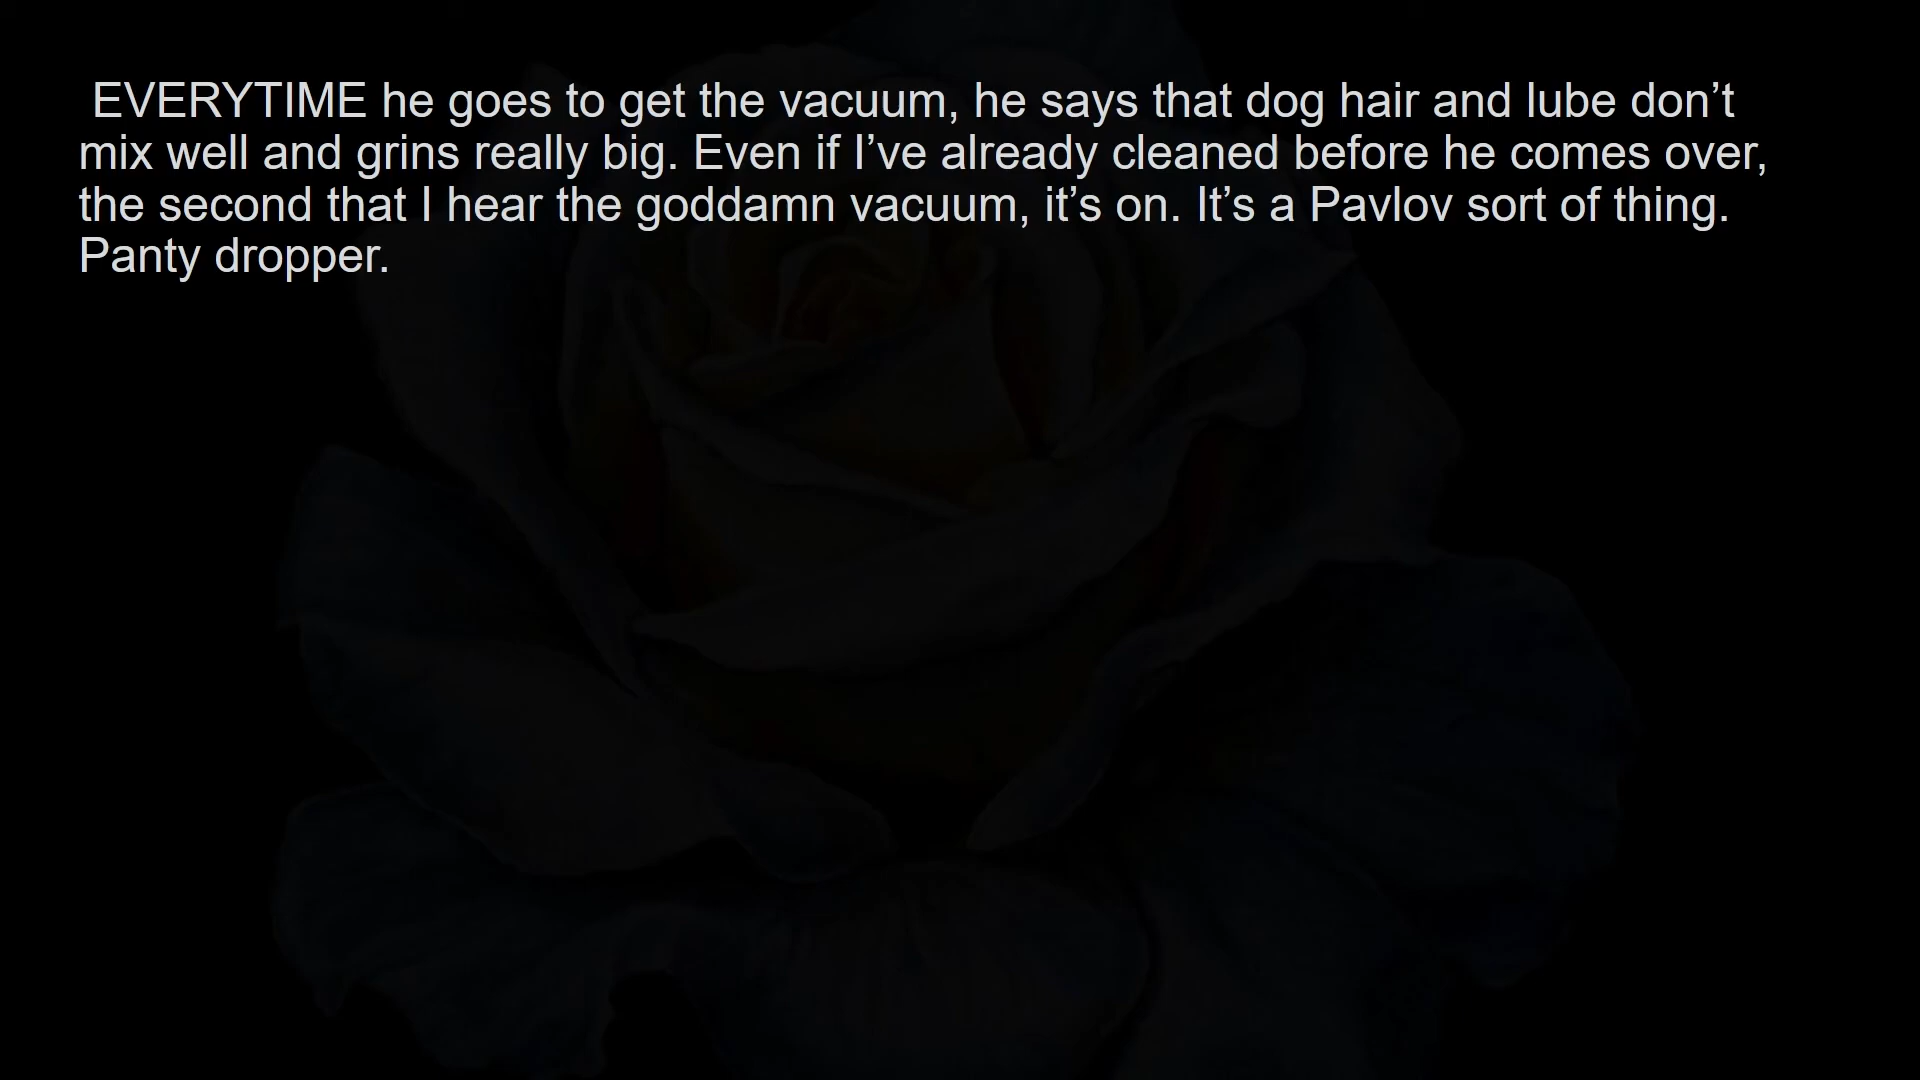 EVERYTIME he goes to get the vacuum, he says that dog hair and lube don’t
mix well and grins really big. Even if I’ve already cleaned before he comes over,
the second that I hear the goddamn vacuum, it’s on. It’s a Pavlov sort of thing.
Panty dropper.